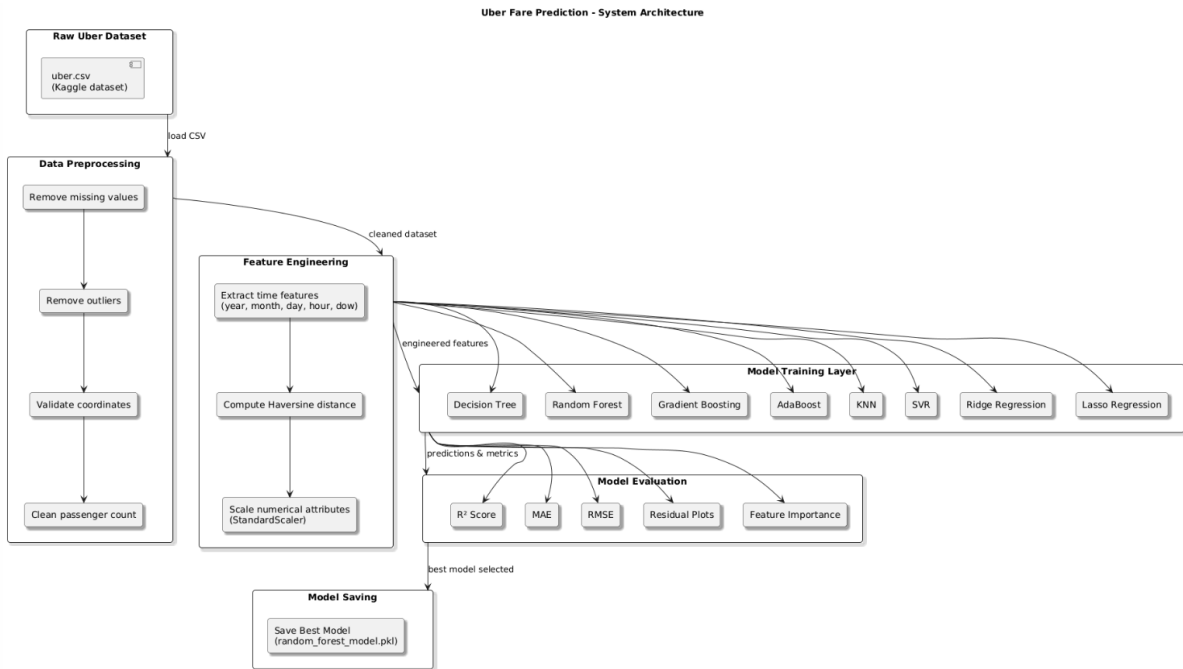 Uber Fare Prediction - System Architecture
Raw Uber Dataset
uber.csv
(Kaggle dataset)
load CSV
Data Preprocessing
Remove missing values
Remove outliers
Validate coordinates
Clean passenger count
cleaned dataset
Feature Engineering
Extract time features
(year, month, day, hour, dow)
Compute Haversine distance
Scale numerical attributes
(StandardScaler)
engineered features
Model Training Layer
Decision Tree
Random Forest
Gradient Boosting
AdaBoost
KNN
SVR
Ridge Regression
Lasso Regression
predictions & metrics
Model Evaluation
R² Score
MAE
RMSE
Residual Plots
Feature Importance
best model selected
Model Saving
Save Best Model
(random_forest_model.pkl)